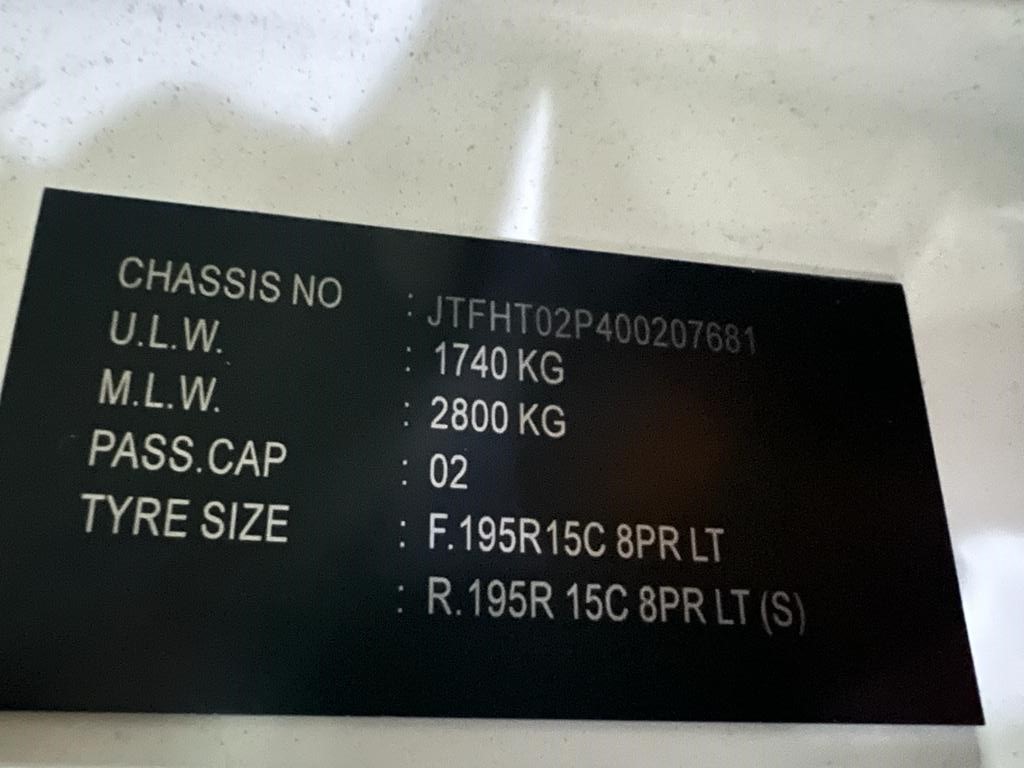 CHASSIS NO : JTFHT02P400207681
U.L.W. : 1740 KG
M.L.W. : 2800 KG
PASS.CAP : 02
TYRE SIZE : F.195R15C 8PR LT
: R.195R 15C 8PR LT (S)